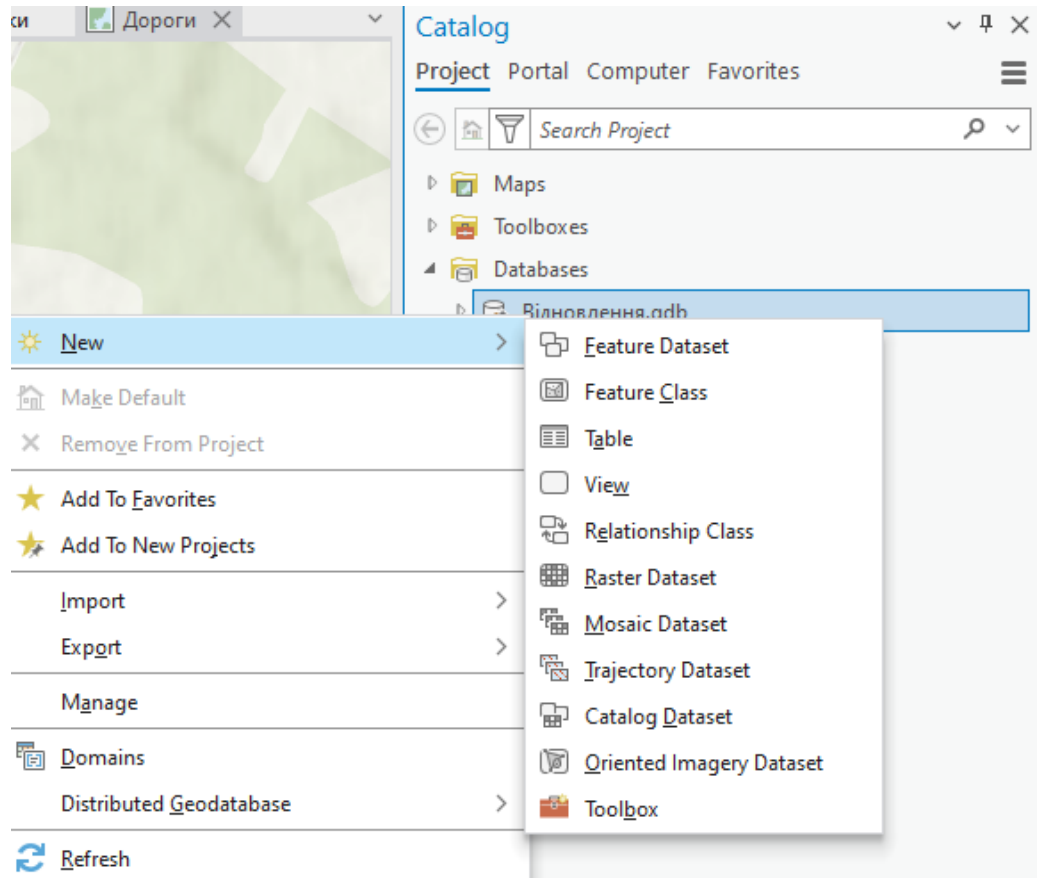 ки Дороги
Catalog
Project Portal Computer Favorites
Search Project
Maps
Toolboxes
Databases
Відновлення.gdb
New
Make Default
Remove From Project
Add To Favorites
Add To New Projects
Import
Export
Manage
Domains
Distributed Geodatabase
Refresh
Feature Dataset
Feature Class
Table
View
Relationship Class
Raster Dataset
Mosaic Dataset
Trajectory Dataset
Catalog Dataset
Oriented Imagery Dataset
Toolbox